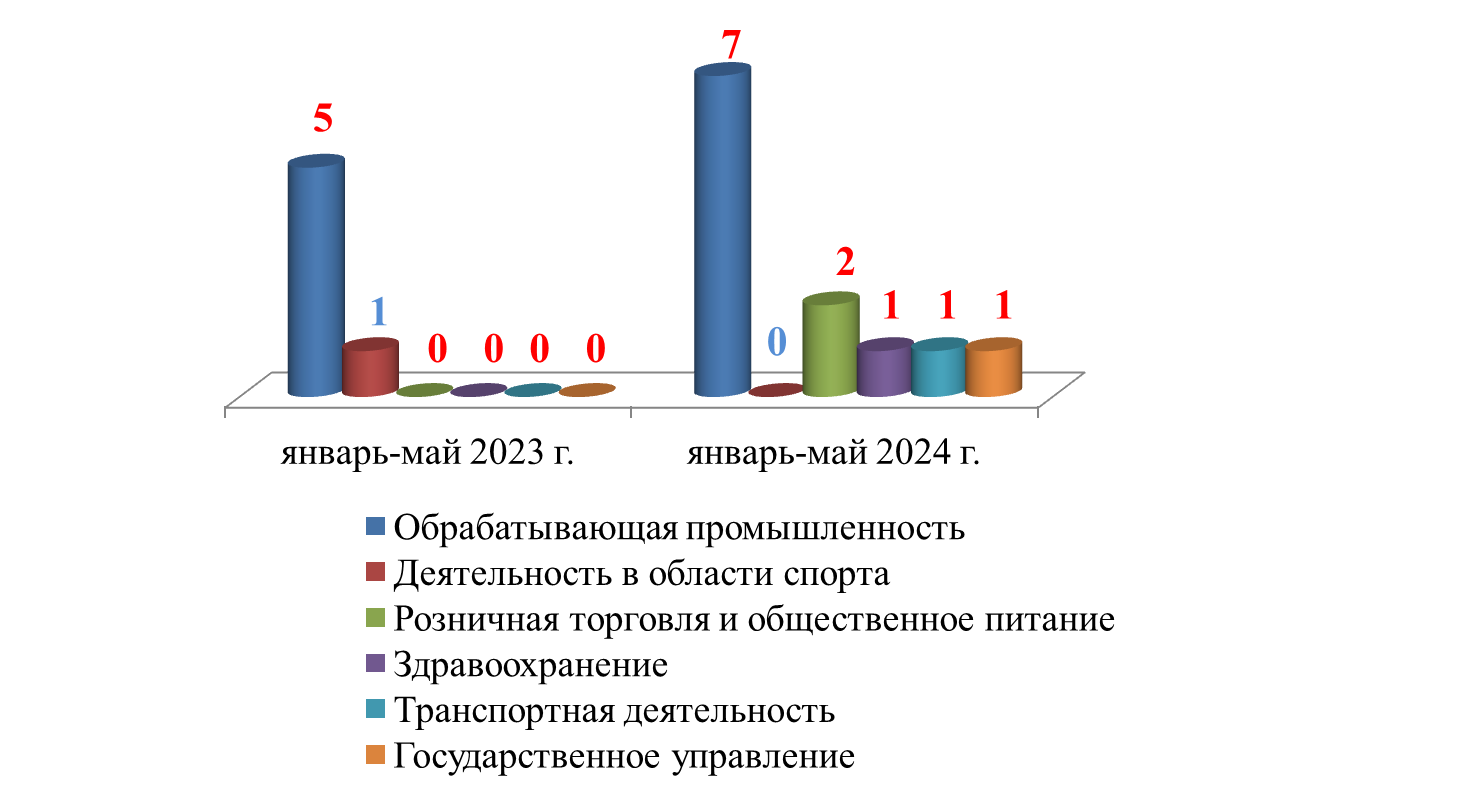 5
1
0
0
0
0
7
0
2
1
1
1
январь-май 2023 г.
январь-май 2024 г.
Обрабатывающая промышленность
Деятельность в области спорта
Розничная торговля и общественное питание
Здравоохранение
Транспортная деятельность
Государственное управление